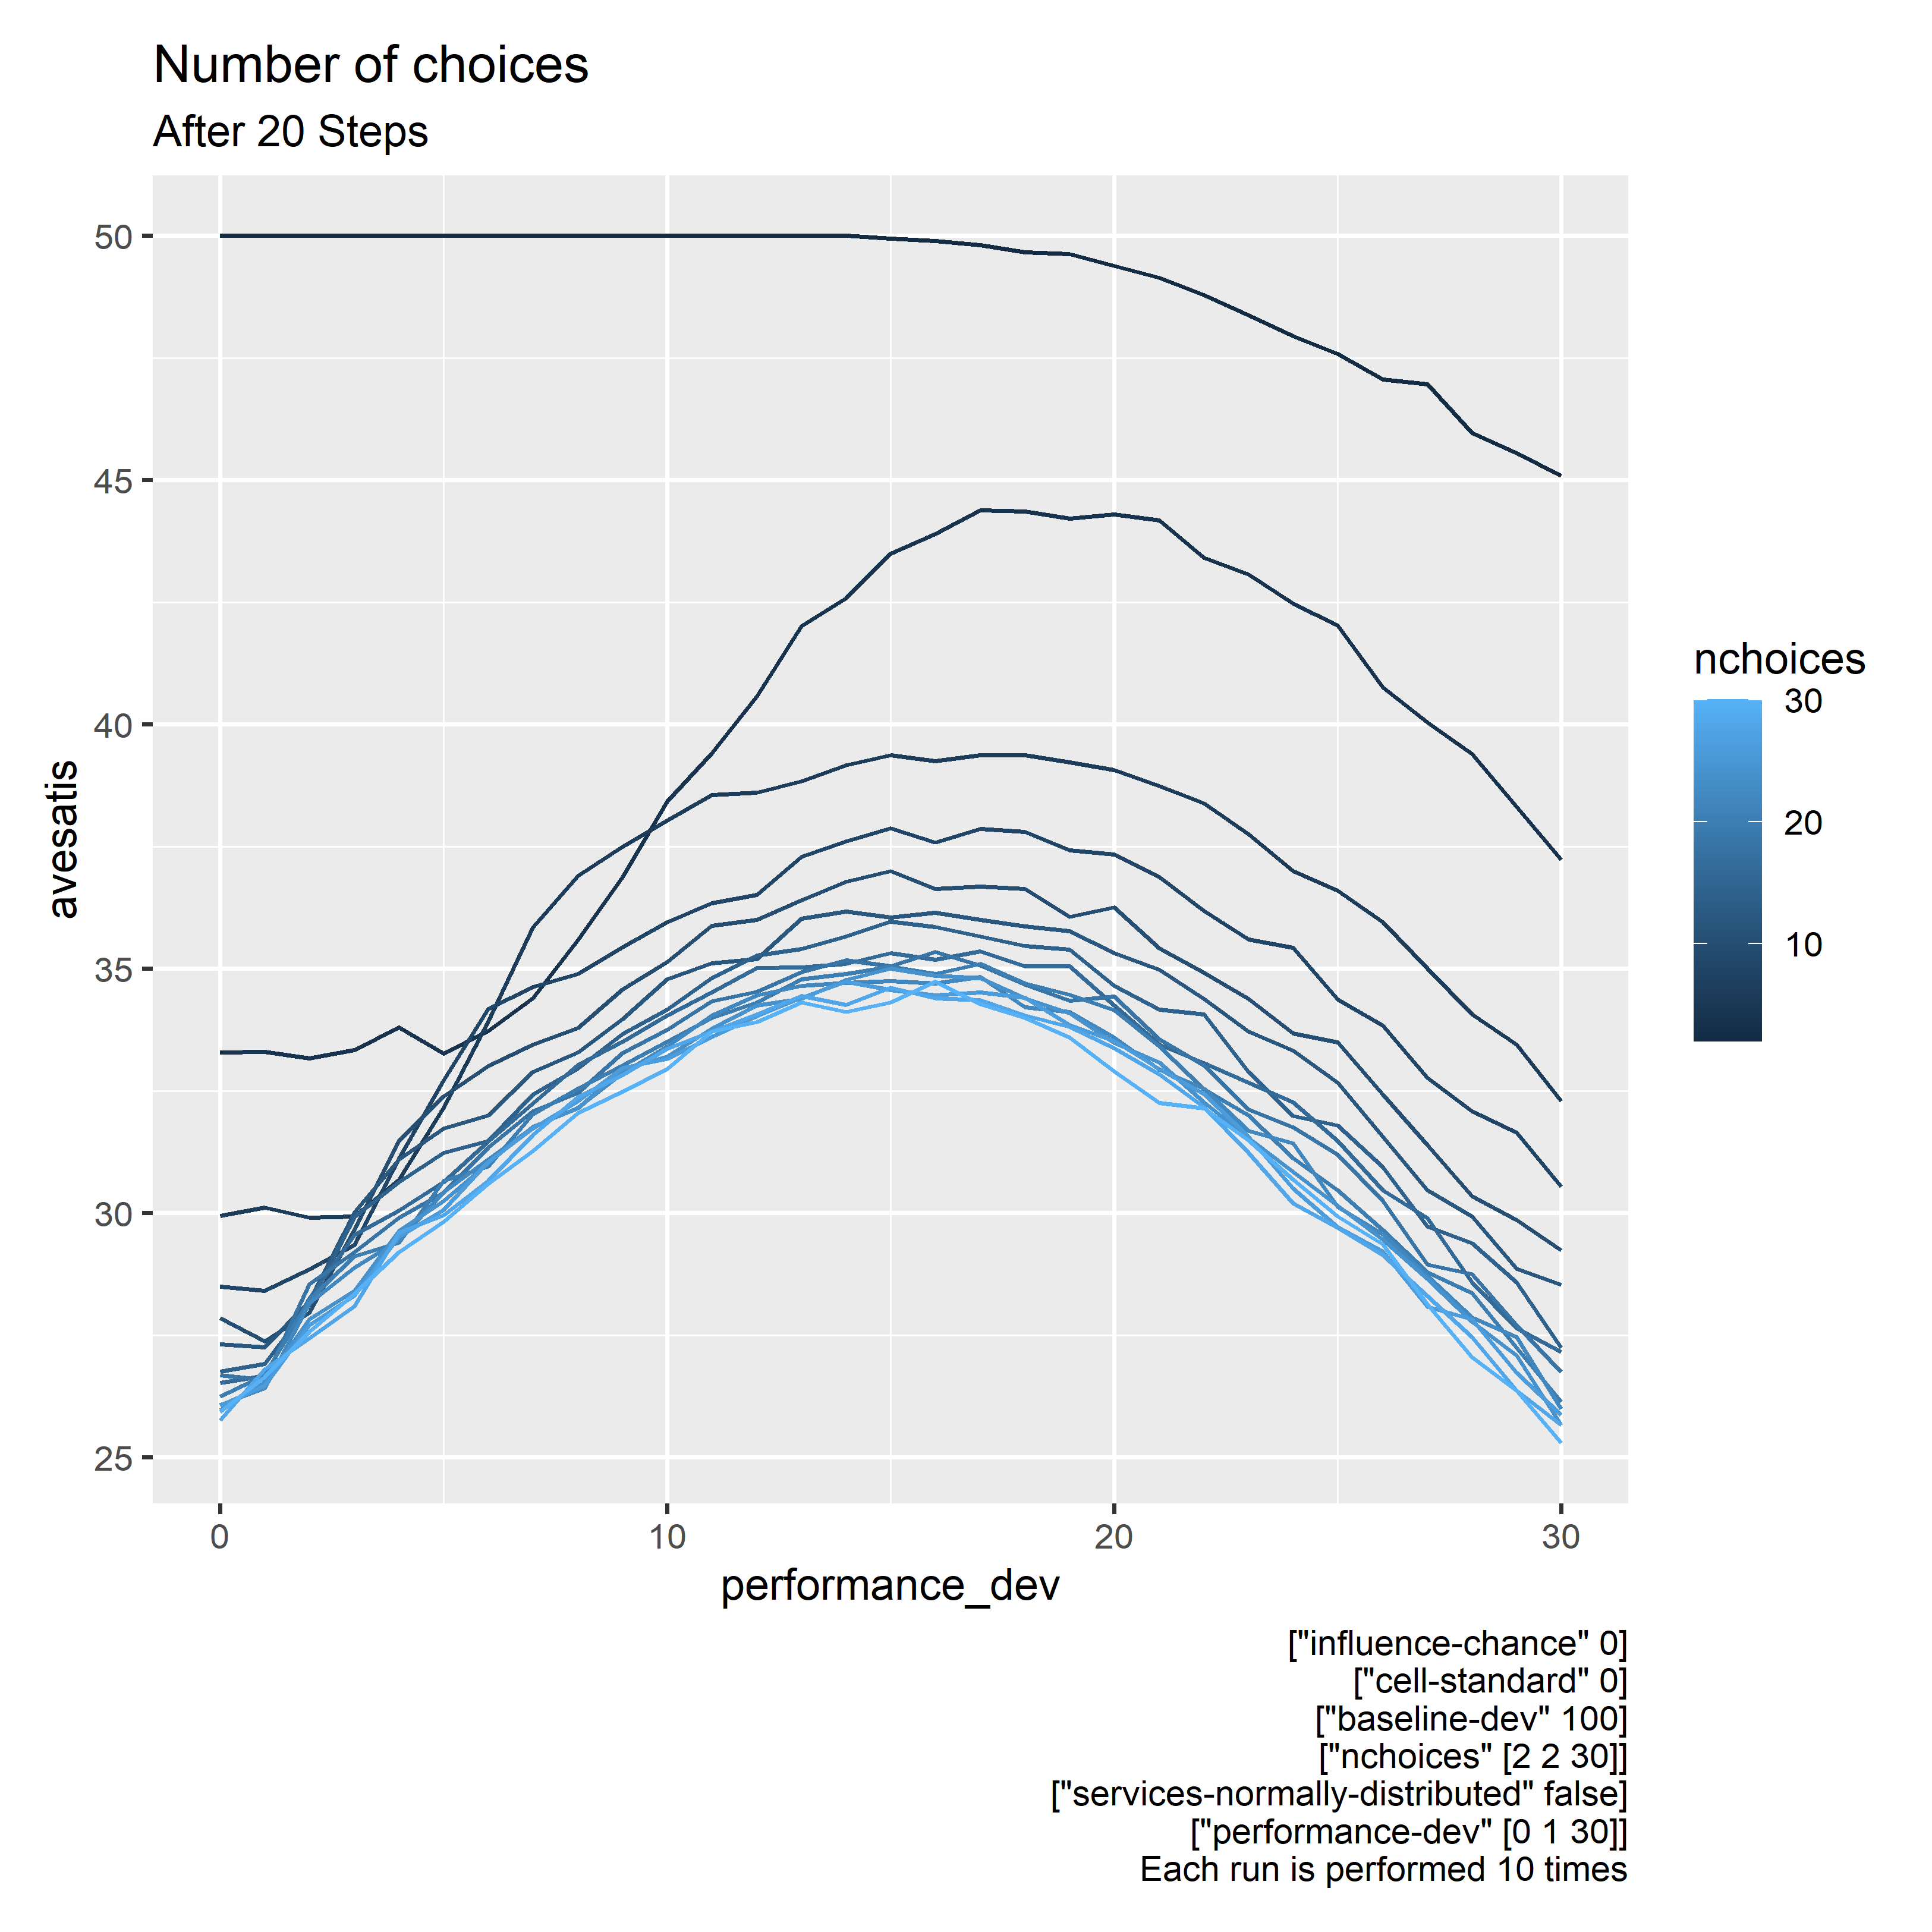 Number of choices
After 20 Steps
50
45
40
35
30
25
avesatis
0
10
20
30
performance_dev
nchoices
30
20
10
["influence-chance" 0]
["cell-standard" 0]
["baseline-dev" 100]
["nchoices" [2 2 30]]
["services-normally-distributed" false]
["performance-dev" [0 1 30]]
Each run is performed 10 times